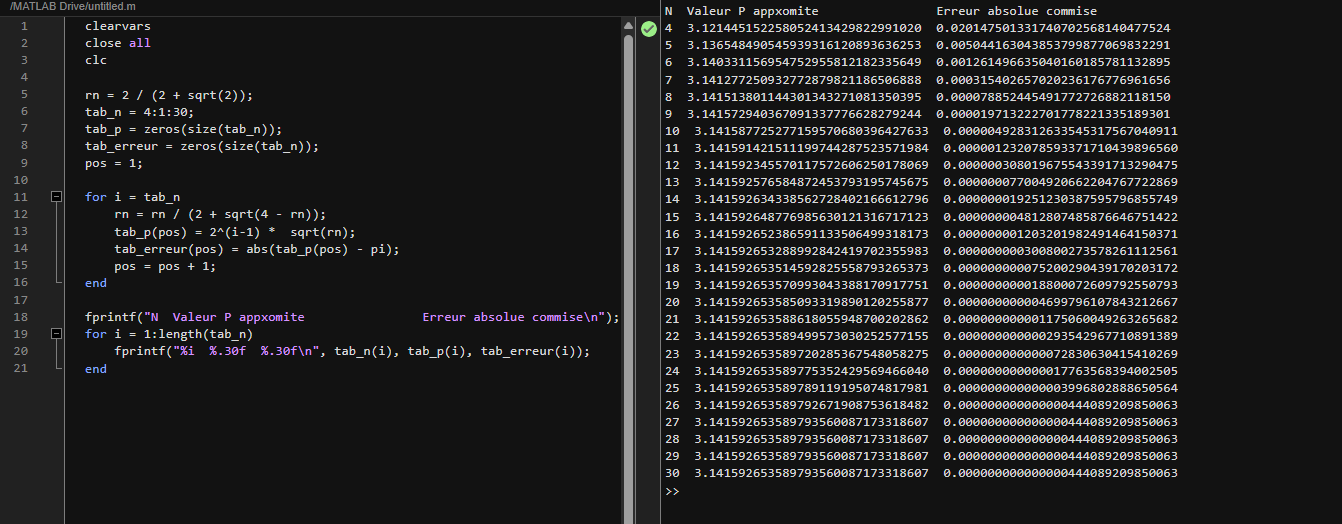 /MATLAB Drive/untitled.m
1 clearvars
2 close all
3 clc
4
5 rn = 2 / (2 + sqrt(2));
6 tab_n = 4:1:30;
7 tab_p = zeros(size(tab_n));
8 tab_erreur = zeros(size(tab_n));
9 pos = 1;
10
11 for i = tab_n
12 rn = rn / (2 + sqrt(4 - rn));
13 tab_p(pos) = 2^(i-1) * sqrt(rn);
14 tab_erreur(pos) = abs(tab_p(pos) - pi);
15 pos = pos + 1;
16 end
17
18 fprintf("N  Valeur P appxomite                Erreur absolue commise\n");
19 for i = 1:length(tab_n)
20 fprintf("%i  %.30f  %.30f\n", tab_n(i), tab_p(i), tab_erreur(i));
21 end
N  Valeur P appxomite                Erreur absolue commise
4  3.121445152258052413429822991020  0.020147501331740702568140477524
5  3.136548490545939316120893636253  0.005044163043853799877069832291
6  3.140331156954752955812182335649  0.001261496635040160185781132895
7  3.141277250932772879821186506888  0.000315402657020236176776961656
8  3.141513801144301343271081350395  0.000078852445491772726882118150
9  3.141572940367091337776628279244  0.000019713222701778221335189301
10  3.141587725277159570680396427633  0.000004928312633545317567040911
11  3.141591421511199744287523571984  0.000001232078593371710439896560
12  3.141592345570117572606250178069  0.000000308019675543391713290475
13  3.141592576584872453793195745675  0.000000077004920662204767722869
14  3.141592634338562728402166612796  0.000000019251230387595796855749
15  3.141592648776985630121316717123  0.000000004812807485876646751422
16  3.141592652386591133506499318173  0.000000001203201982491464150371
17  3.141592653288992842419702355983  0.000000000300800273578261112561
18  3.141592653514592825558793265373  0.000000000075200290439170203172
19  3.141592653570993043388170917751  0.000000000018800072609792550793
20  3.141592653585093319890120255877  0.000000000004699796107843212667
21  3.141592653588618055948700202862  0.000000000001175060049263265682
22  3.141592653589499573030252577155  0.000000000000293542967710891389
23  3.141592653589720285367548058275  0.000000000000072830630415410269
24  3.141592653589775352429569466040  0.000000000000017763568394002505
25  3.141592653589789119195074817981  0.000000000000003996802888650564
26  3.141592653589792671908753618482  0.000000000000000444089209850063
27  3.141592653589793560087173318607  0.000000000000000444089209850063
28  3.141592653589793560087173318607  0.000000000000000444089209850063
29  3.141592653589793560087173318607  0.000000000000000444089209850063
30  3.141592653589793560087173318607  0.000000000000000444089209850063
>>